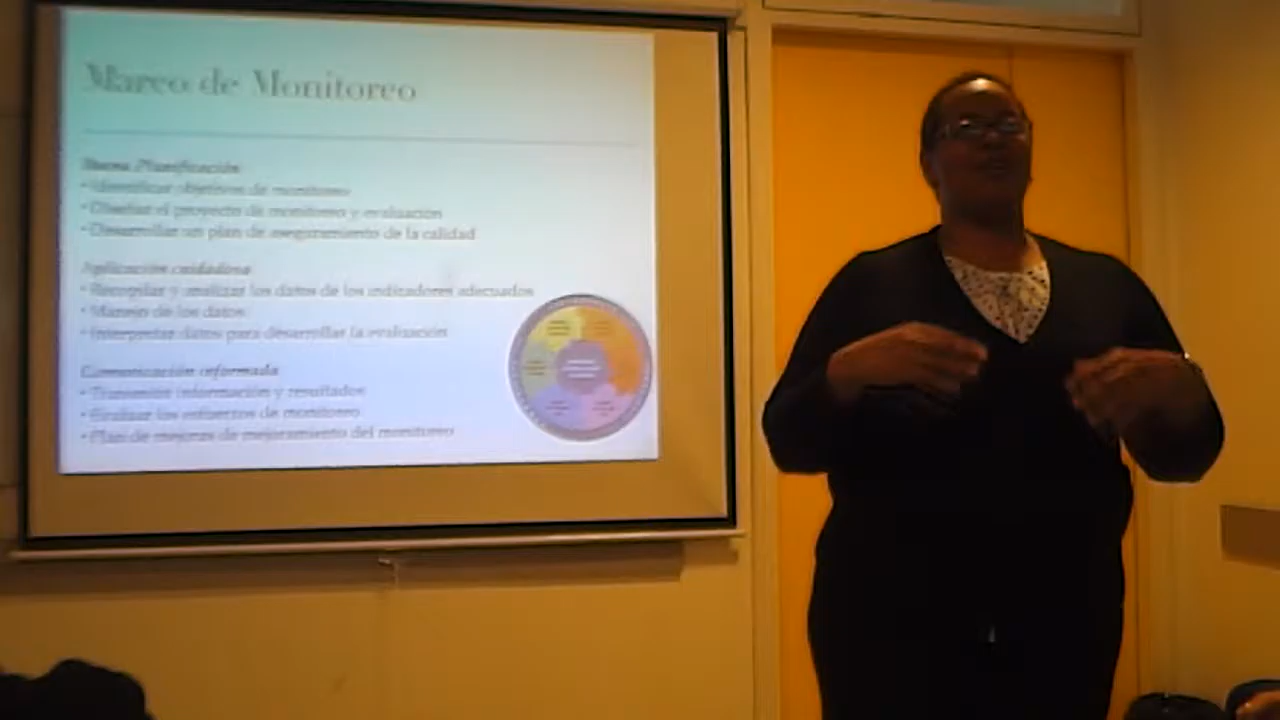 Marco de Monitoreo
Buena Planificación
• Identificar objetivos de monitoreo
• Diseñar el proyecto de monitoreo y evaluación
• Desarrollar un plan de aseguramiento de la calidad
Aplicación cuidadosa
• Recopilar y analizar los datos de los indizadores adecuados
• Manejo de los datos
• Interpretar datos para desarrollar la evaluación
Comunicación informada
• Transmitir información y resultados
• Evaluar los esfuerzos de monitoreo
• Plan de mejoras de mejoramiento del monitoreo